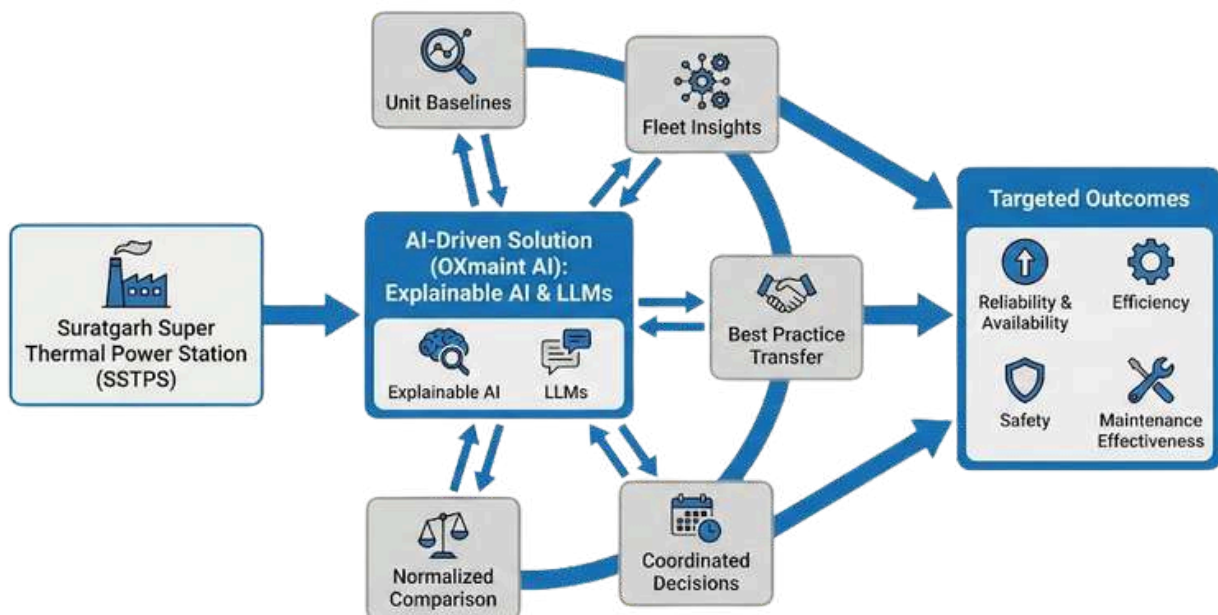 Unit Baselines
Fleet Insights
Suratgarh Super
Thermal Power Station
(SSTPS)
AI-Driven Solution
(OXmaint AI):
Explainable AI & LLMs
Explainable AI
LLMs
Best Practice
Transfer
Normalized
Comparison
Coordinated
Decisions
Targeted Outcomes
Reliability &
Availability
Efficiency
Safety
Maintenance
Effectiveness